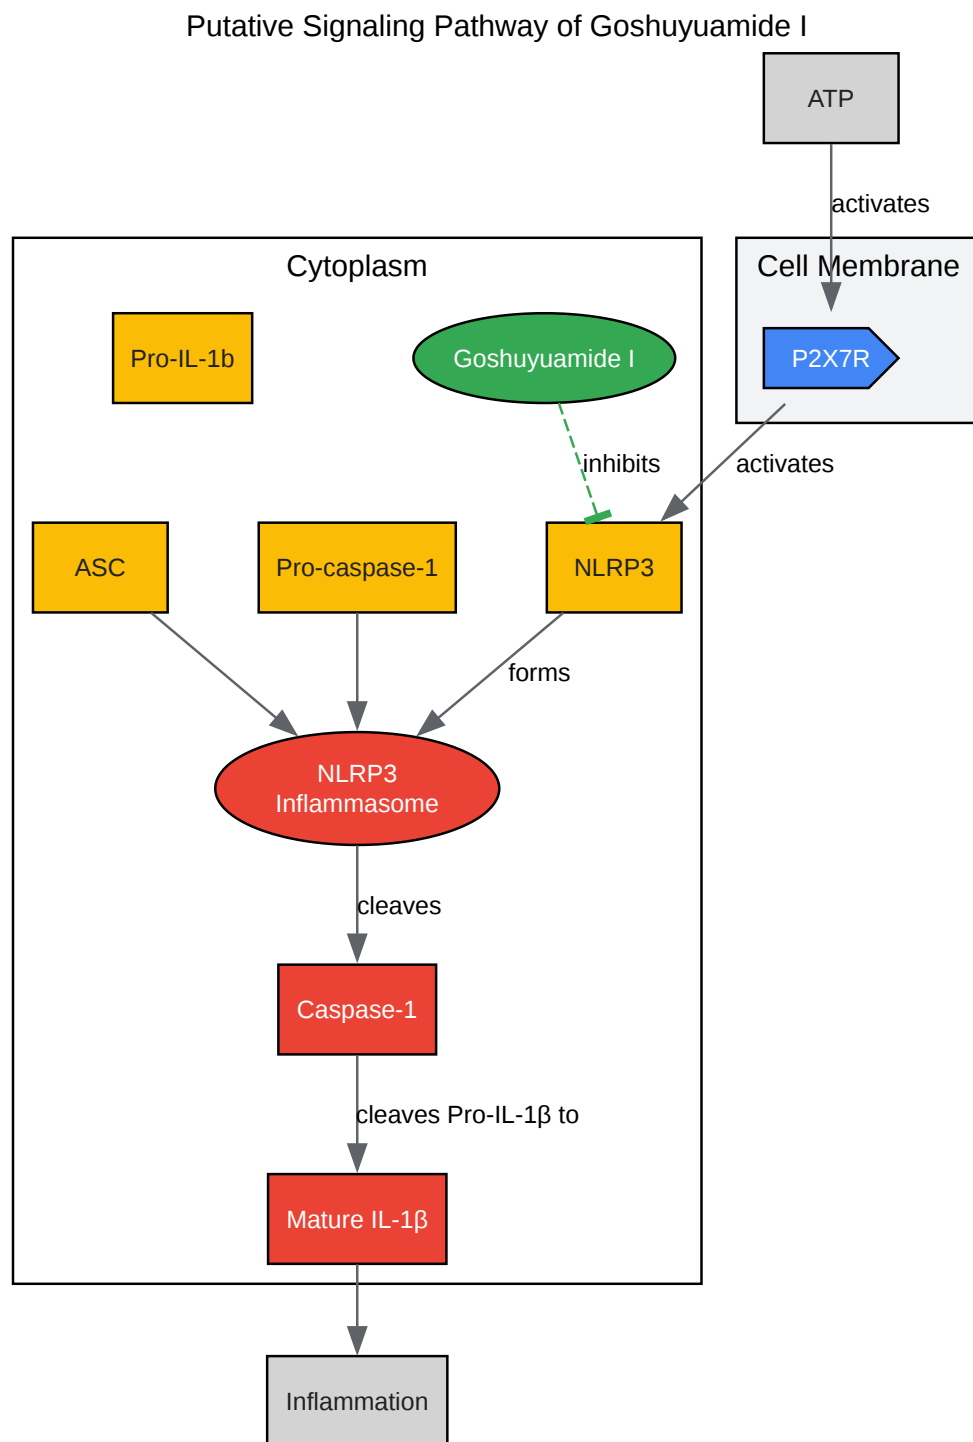 Putative Signaling Pathway of Goshuyuamide I
ATP
activates
Cytoplasm
Cell Membrane
Pro-IL-1b
Goshuyuamide I
P2X7R
inhibits
activates
ASC
Pro-caspase-1
NLRP3
forms
NLRP3
Inflammasome
cleaves
Caspase-1
cleaves Pro-IL-1β to
Mature IL-1β
Inflammation